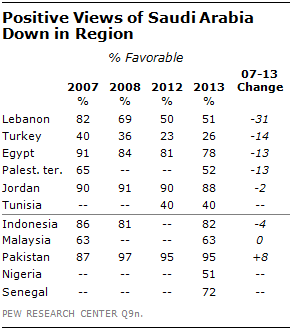 Positive Views of Saudi Arabia
Down in Region
% Favorable
2007 2008 2012 2013 07-13 Change
% % % %
Lebanon 82 69 50 51 -31
Turkey 40 36 23 26 -14
Egypt 91 84 81 78 -13
Palest. ter. 65 -- -- 52 -13
Jordan 90 91 90 88 -2
Tunisia -- -- 40 40 --
Indonesia 86 81 -- 82 -4
Malaysia 63 -- -- 63 0
Pakistan 87 97 95 95 +8
Nigeria -- -- -- 51 --
Senegal -- -- -- 72 --
PEW RESEARCH CENTER Q9n.